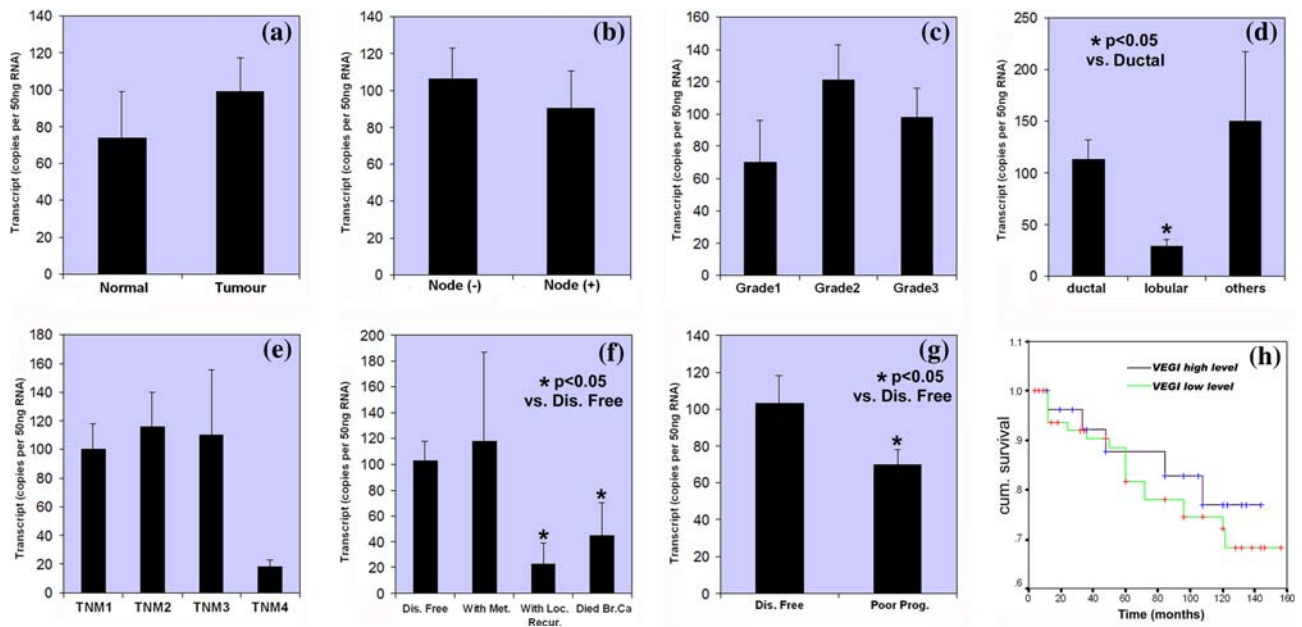 (a)
Transcript (copies per 50ng RNA)
140
120
100
80
60
40
20
0
Normal Tumour
(b)
Transcript (copies per 50ng RNA)
140
120
100
80
60
40
20
0
Node (-) Node (+)
(c)
Transcript (copies per 50ng RNA)
160
140
120
100
80
60
40
20
0
Grade1 Grade2 Grade3
(d)
* p<0.05
vs. Ductal
Transcript (copies per 50ng RNA)
250
200
150
100
50
0
*
ductal lobular others
(e)
Transcript (copies per 50ng RNA)
180
160
140
120
100
80
60
40
20
0
TNM1 TNM2 TNM3 TNM4
(f)
* p<0.05
vs. Dis. Free
Transcript (copies per 50ng RNA)
200
180
160
140
120
100
80
60
40
20
0
* *
Dis. Free With Met. With Loc. Died Br.Ca
Recur.
(g)
* p<0.05
vs. Dis. Free
Transcript (copies per 50ng RNA)
140
120
100
80
60
40
20
0
*
Dis. Free Poor Prog.
(h)
VEGI high level
VEGI low level
cum. survival
1.1
1.0
.9
.8
.7
.6
0 20 40 60 80 100 120 140 160
Time (months)